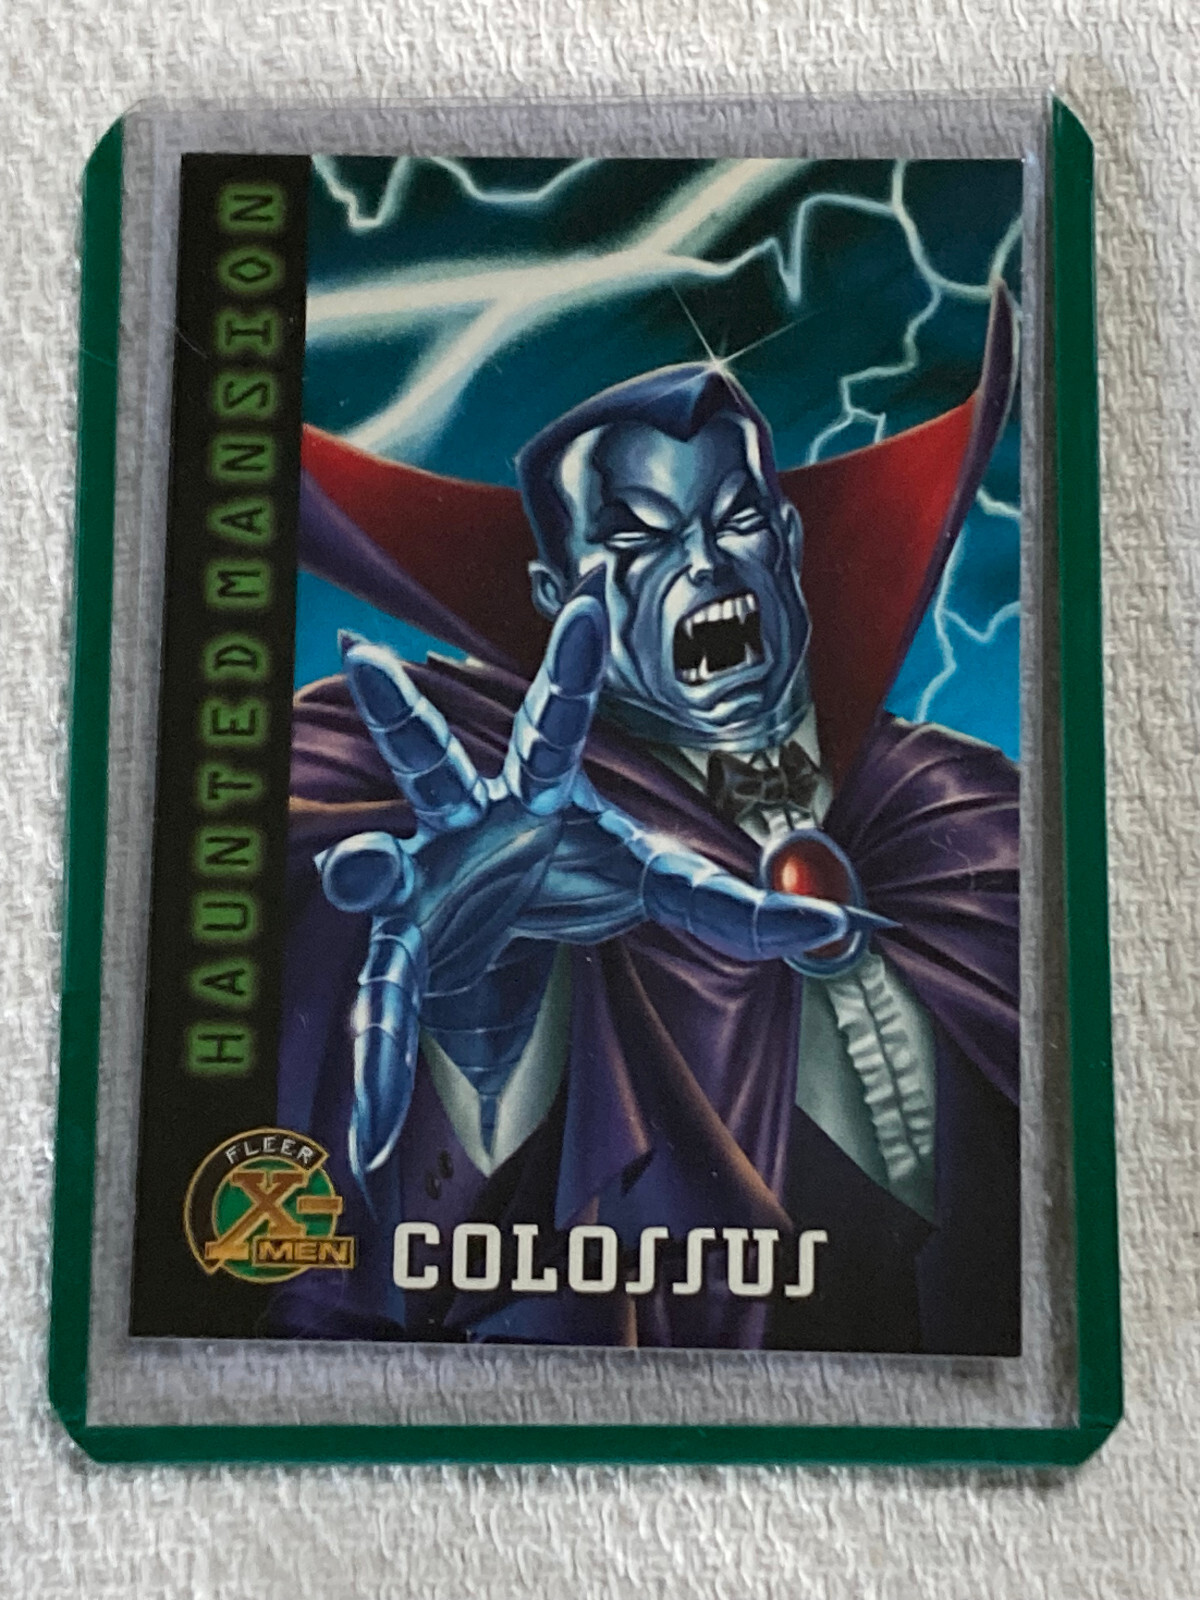 HAUNTED MANSION
FLEER
X-
MEN
COLOSSUS